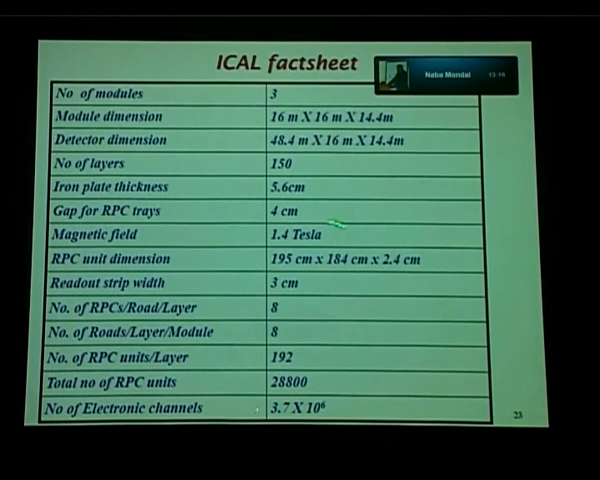 ICAL factsheet
Naba Mondal
No of modules 3
Module dimension 16 m X 16 m X 14.4m
Detector dimension 48.4 m X 16 m X 14.4m
No of layers 150
Iron plate thickness 5.6cm
Gap for RPC trays 4 cm
Magnetic field 1.4 Tesla
RPC unit dimension 195 cm x 184 cm x 2.4 cm
Readout strip width 3 cm
No. of RPCs/Road/Layer 8
No. of Roads/Layer/Module 8
No. of RPC units/Layer 192
Total no of RPC units 28800
No of Electronic channels 3.7 X 10⁶
23